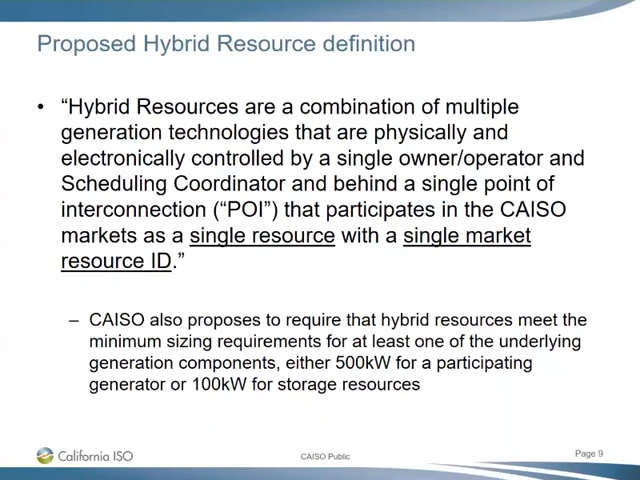 Proposed Hybrid Resource definition
• “Hybrid Resources are a combination of multiple
generation technologies that are physically and
electronically controlled by a single owner/operator and
Scheduling Coordinator and behind a single point of
interconnection (“POI”) that participates in the CAISO
markets as a single resource with a single market
resource ID.”
– CAISO also proposes to require that hybrid resources meet the
minimum sizing requirements for at least one of the underlying
generation components, either 500kW for a participating
generator or 100kW for storage resources
California ISO
CAISO Public
Page 9